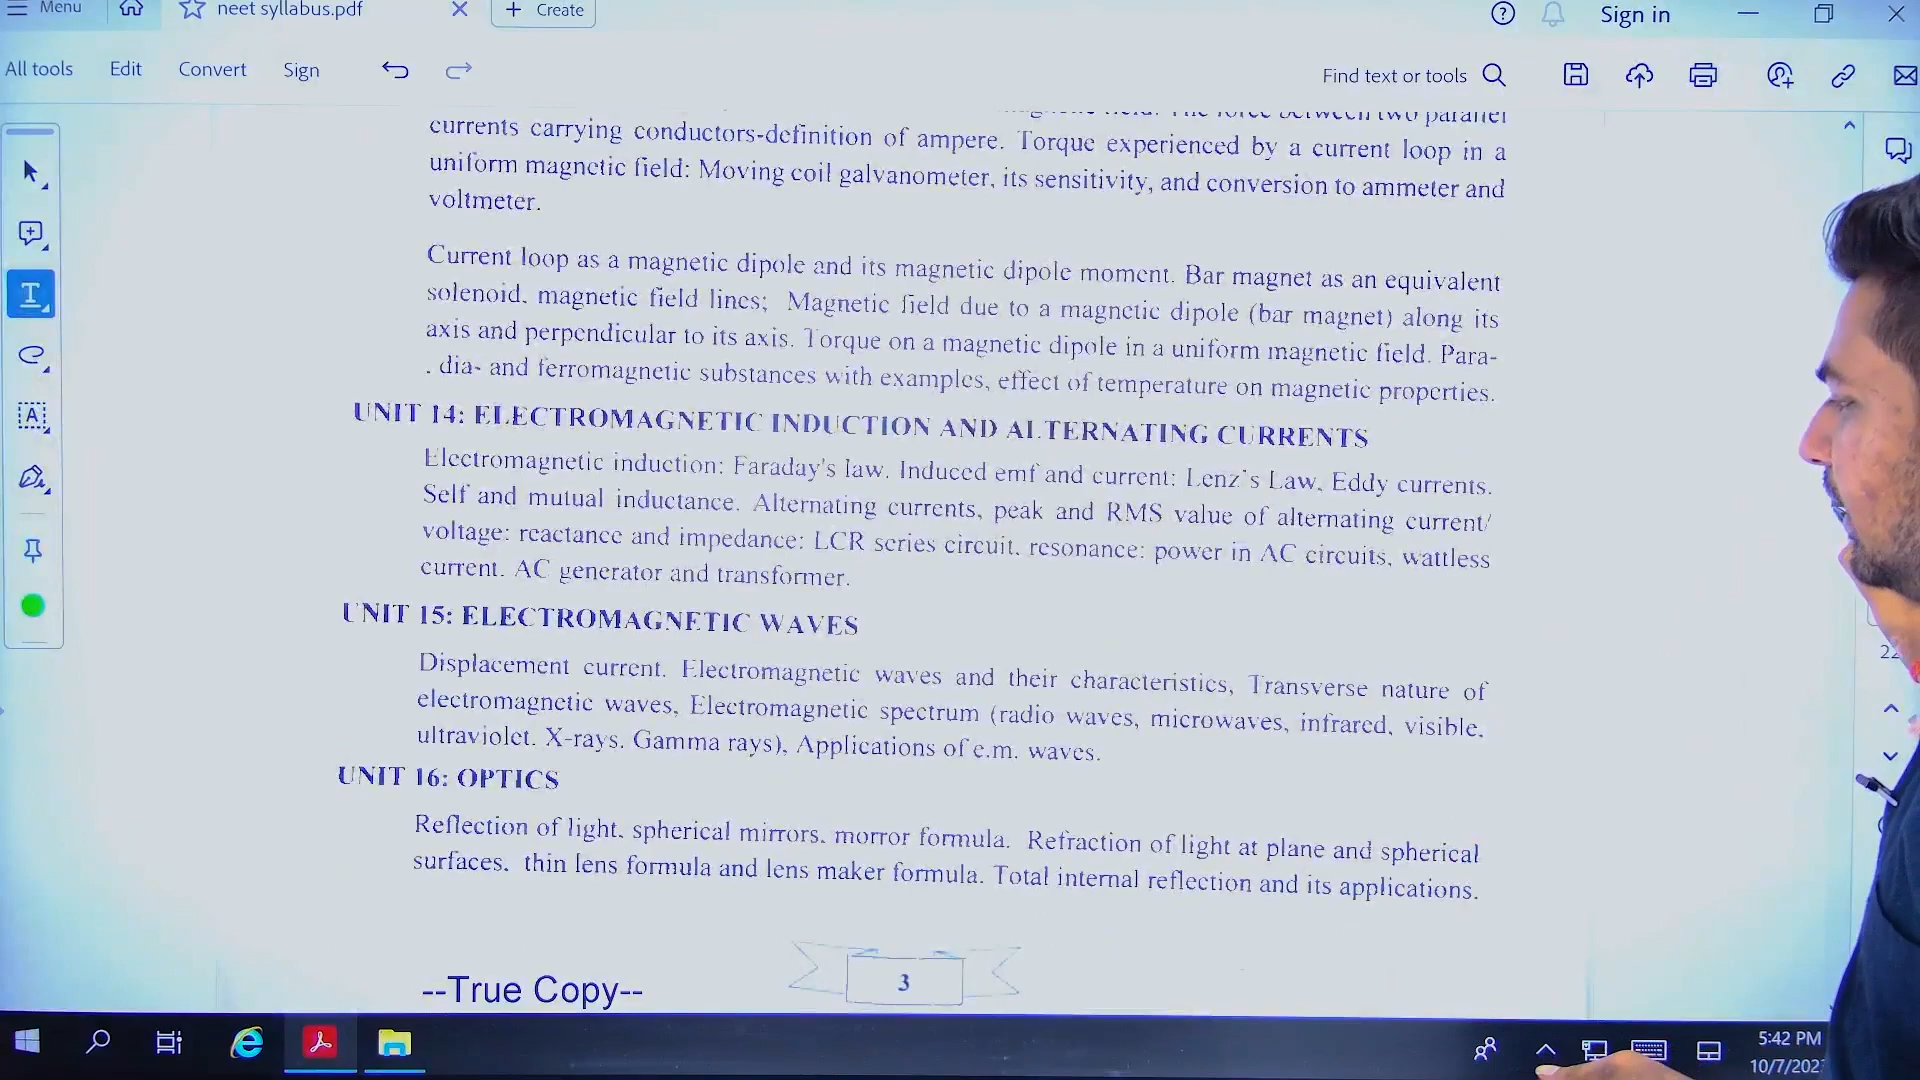 Menu
neet syllabus.pdf
+ Create
Sign in
All tools
Edit
Convert
Sign
Find text or tools
The force between two parallel
currents carrying conductors-definition of ampere. Torque experienced by a current loop in a
uniform magnetic field: Moving coil galvanometer, its sensitivity, and conversion to ammeter and
voltmeter.
Current loop as a magnetic dipole and its magnetic dipole moment. Bar magnet as an equivalent
solenoid, magnetic field lines; Magnetic field due to a magnetic dipole (bar magnet) along its
axis and perpendicular to its axis. Torque on a magnetic dipole in a uniform magnetic field. Para-
. dia- and ferromagnetic substances with examples, effect of temperature on magnetic properties.
UNIT 14: ELECTROMAGNETIC INDUCTION AND ALTERNATING CURRENTS
Electromagnetic induction: Faraday's law. Induced emf and current: Lenz's Law, Eddy currents.
Self and mutual inductance. Alternating currents, peak and RMS value of alternating current/
voltage: reactance and impedance: LCR series circuit, resonance: power in AC circuits, wattless
current. AC generator and transformer.
UNIT 15: ELECTROMAGNETIC WAVES
Displacement current. Electromagnetic waves and their characteristics, Transverse nature of
electromagnetic waves, Electromagnetic spectrum (radio waves, microwaves, infrared, visible,
ultraviolet. X-rays. Gamma rays), Applications of e.m. waves.
UNIT 16: OPTICS
Reflection of light, spherical mirrors, morror formula. Refraction of light at plane and spherical
surfaces, thin lens formula and lens maker formula. Total internal reflection and its applications.
3
--True Copy--
5:42 PM
10/7/202